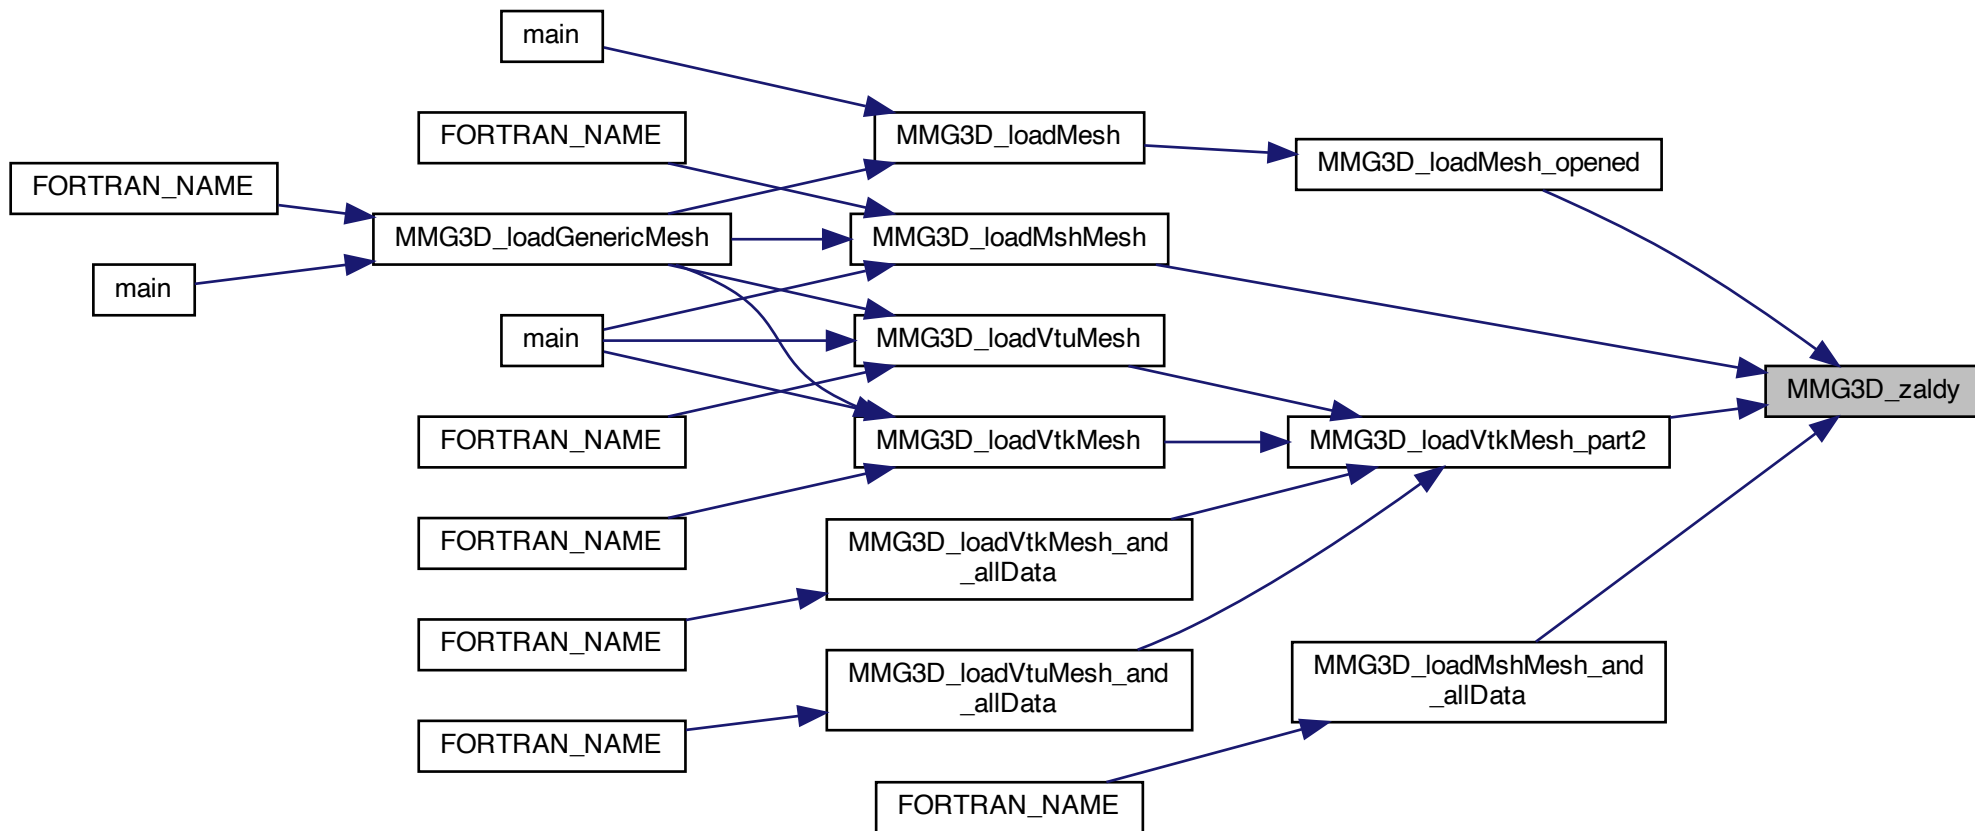 main
FORTRAN_NAME
MMG3D_loadMesh
MMG3D_loadMesh_opened
FORTRAN_NAME
MMG3D_loadGenericMesh
MMG3D_loadMshMesh
main
main
MMG3D_loadVtuMesh
MMG3D_zaldy
FORTRAN_NAME
MMG3D_loadVtkMesh
MMG3D_loadVtkMesh_part2
FORTRAN_NAME
MMG3D_loadVtkMesh_and
_allData
FORTRAN_NAME
MMG3D_loadVtuMesh_and
_allData
MMG3D_loadMshMesh_and
_allData
FORTRAN_NAME
FORTRAN_NAME